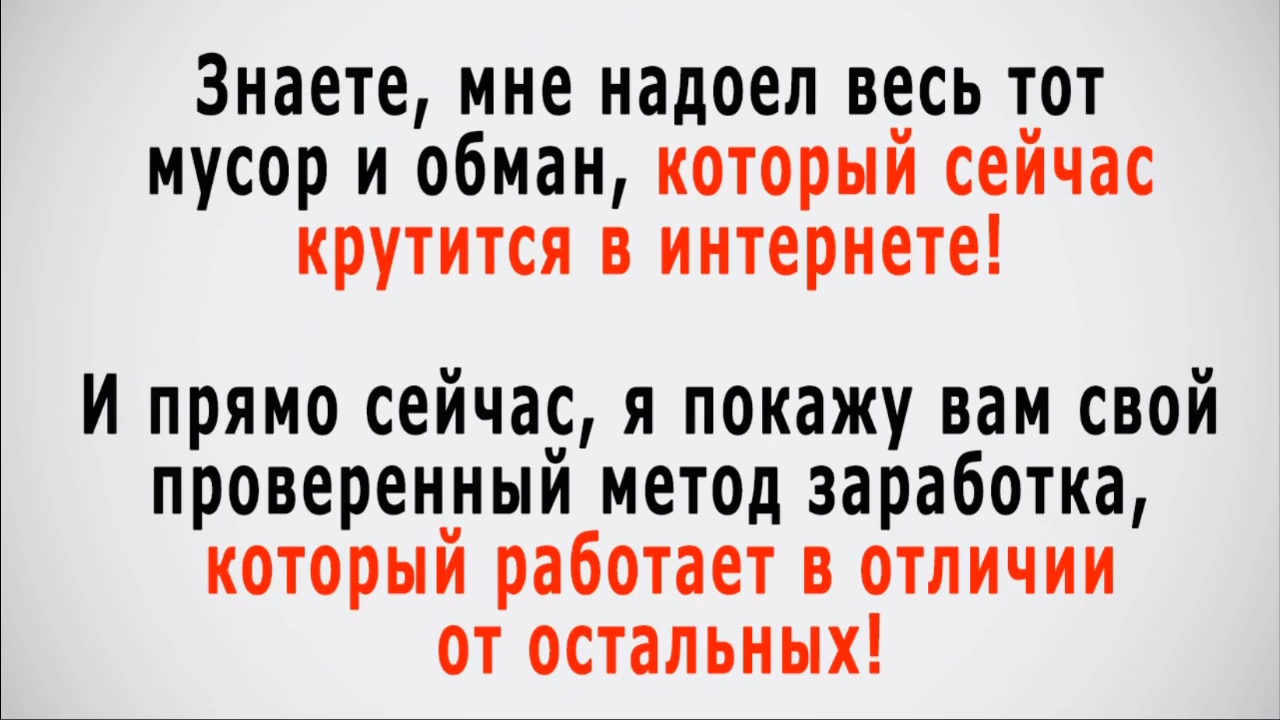 Знаете, мне надоел весь тот
мусор и обман, который сейчас
крутится в интернете!
И прямо сейчас, я покажу вам свой
проверенный метод заработка,
который работает в отличии
от остальных!